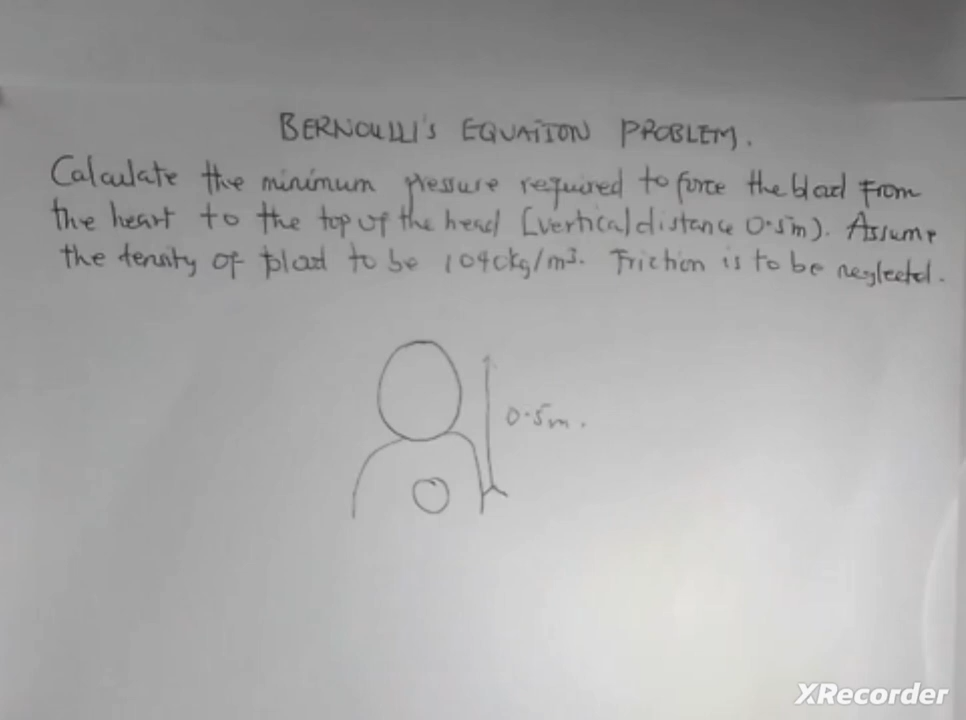 BERNOULLI'S EQUATION PROBLEM.
Calculate the minimum pressure required to force the blood from
the heart to the top of the head [vertical distance 0.5m). Assume
the density of blood to be 1040kg/m³. Friction is to be neglected.
0.5m.
XRecorder